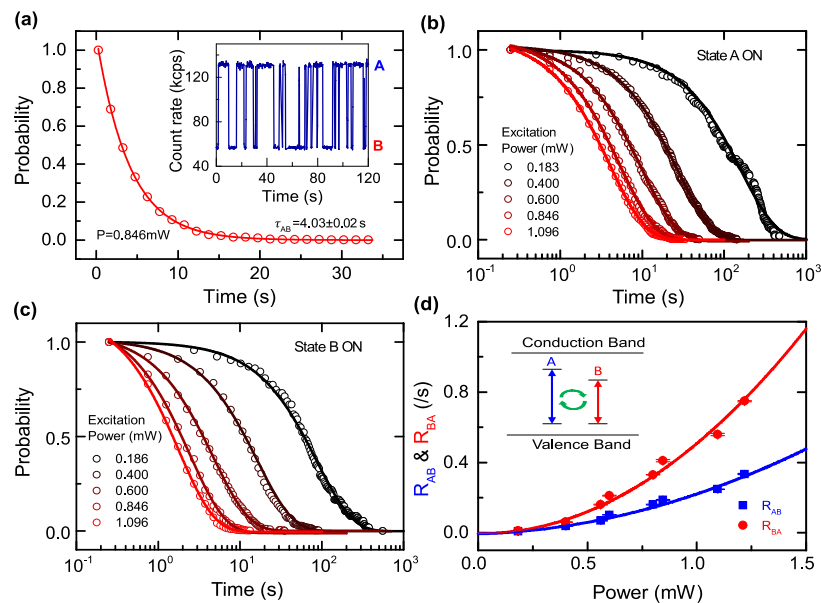 (a)
Probability
1.0
0.8
0.6
0.4
0.2
0.0
0
10
20
30
Time (s)
P=0.846mW
τAB=4.03±0.02 s
Count rate (kcps)
130
60
0
40
80
120
Time (s)
A
B
(b)
Probability
1.0
0.5
0.0
State A ON
Excitation
Power (mW)
0.183
0.400
0.600
0.846
1.096
10-1
100
101
102
103
Time (s)
(c)
Probability
1.0
0.5
0.0
State B ON
Excitation
Power (mW)
0.186
0.400
0.600
0.846
1.096
10-1
100
101
102
103
Time (s)
(d)
RAB & RBA (/s)
1.2
0.8
0.4
0.0
Conduction Band
A
B
Valence Band
RAB
RBA
0.0
0.5
1.0
1.5
Power (mW)